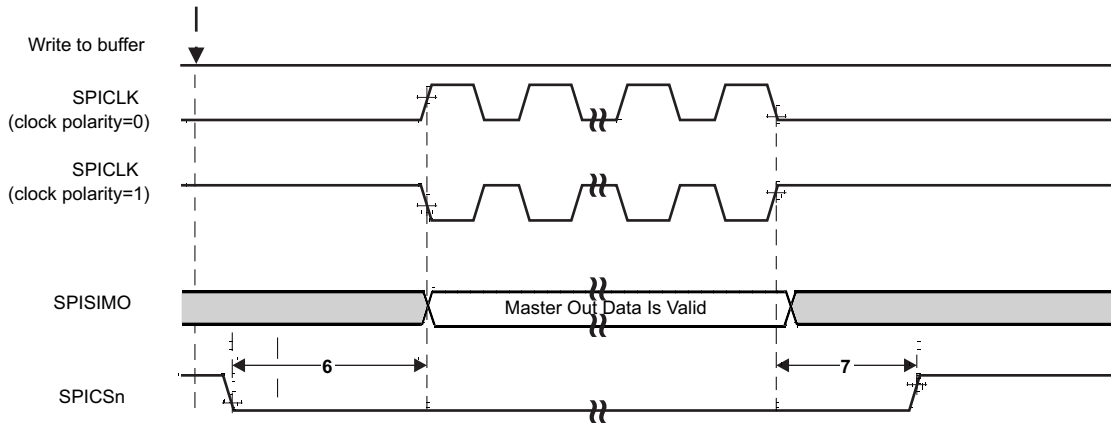 Write to buffer
SPICLK
(clock polarity=0)
SPICLK
(clock polarity=1)
SPISIMO
Master Out Data Is Valid
6
7
SPICSn